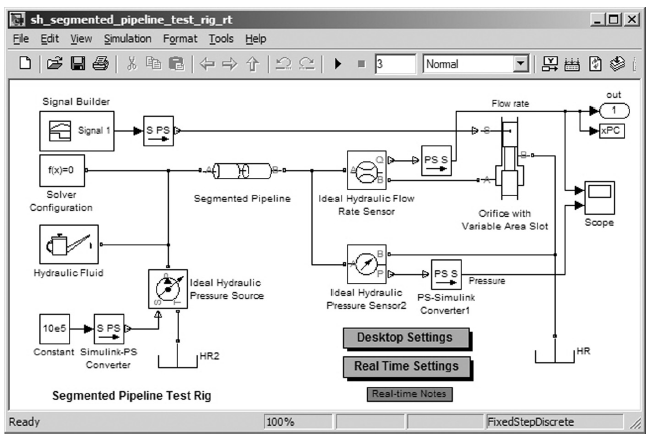 sh_segmented_pipeline_test_rig_rt
File Edit View Simulation Format Tools Help
3 Normal
Signal Builder
Signal 1
S PS
Flow rate
out
1
xPC
f(x)=0
Solver
Configuration
A
B
Segmented Pipeline
A
Q
B
PS S
Ideal Hydraulic Flow
Rate Sensor
S
A
B
Orifice with
Variable Area Slot
Scope
Hydraulic Fluid
S
P
T
Ideal Hydraulic
Pressure Source
A
B
P
PS S
Pressure
Ideal Hydraulic
Pressure Sensor2
PS-Simulink
Converter1
10e5
S PS
Constant
Simulink-PS
Converter
HR2
HR
Desktop Settings
Real Time Settings
Real-time Notes
Segmented Pipeline Test Rig
Ready 100% FixedStepDiscrete